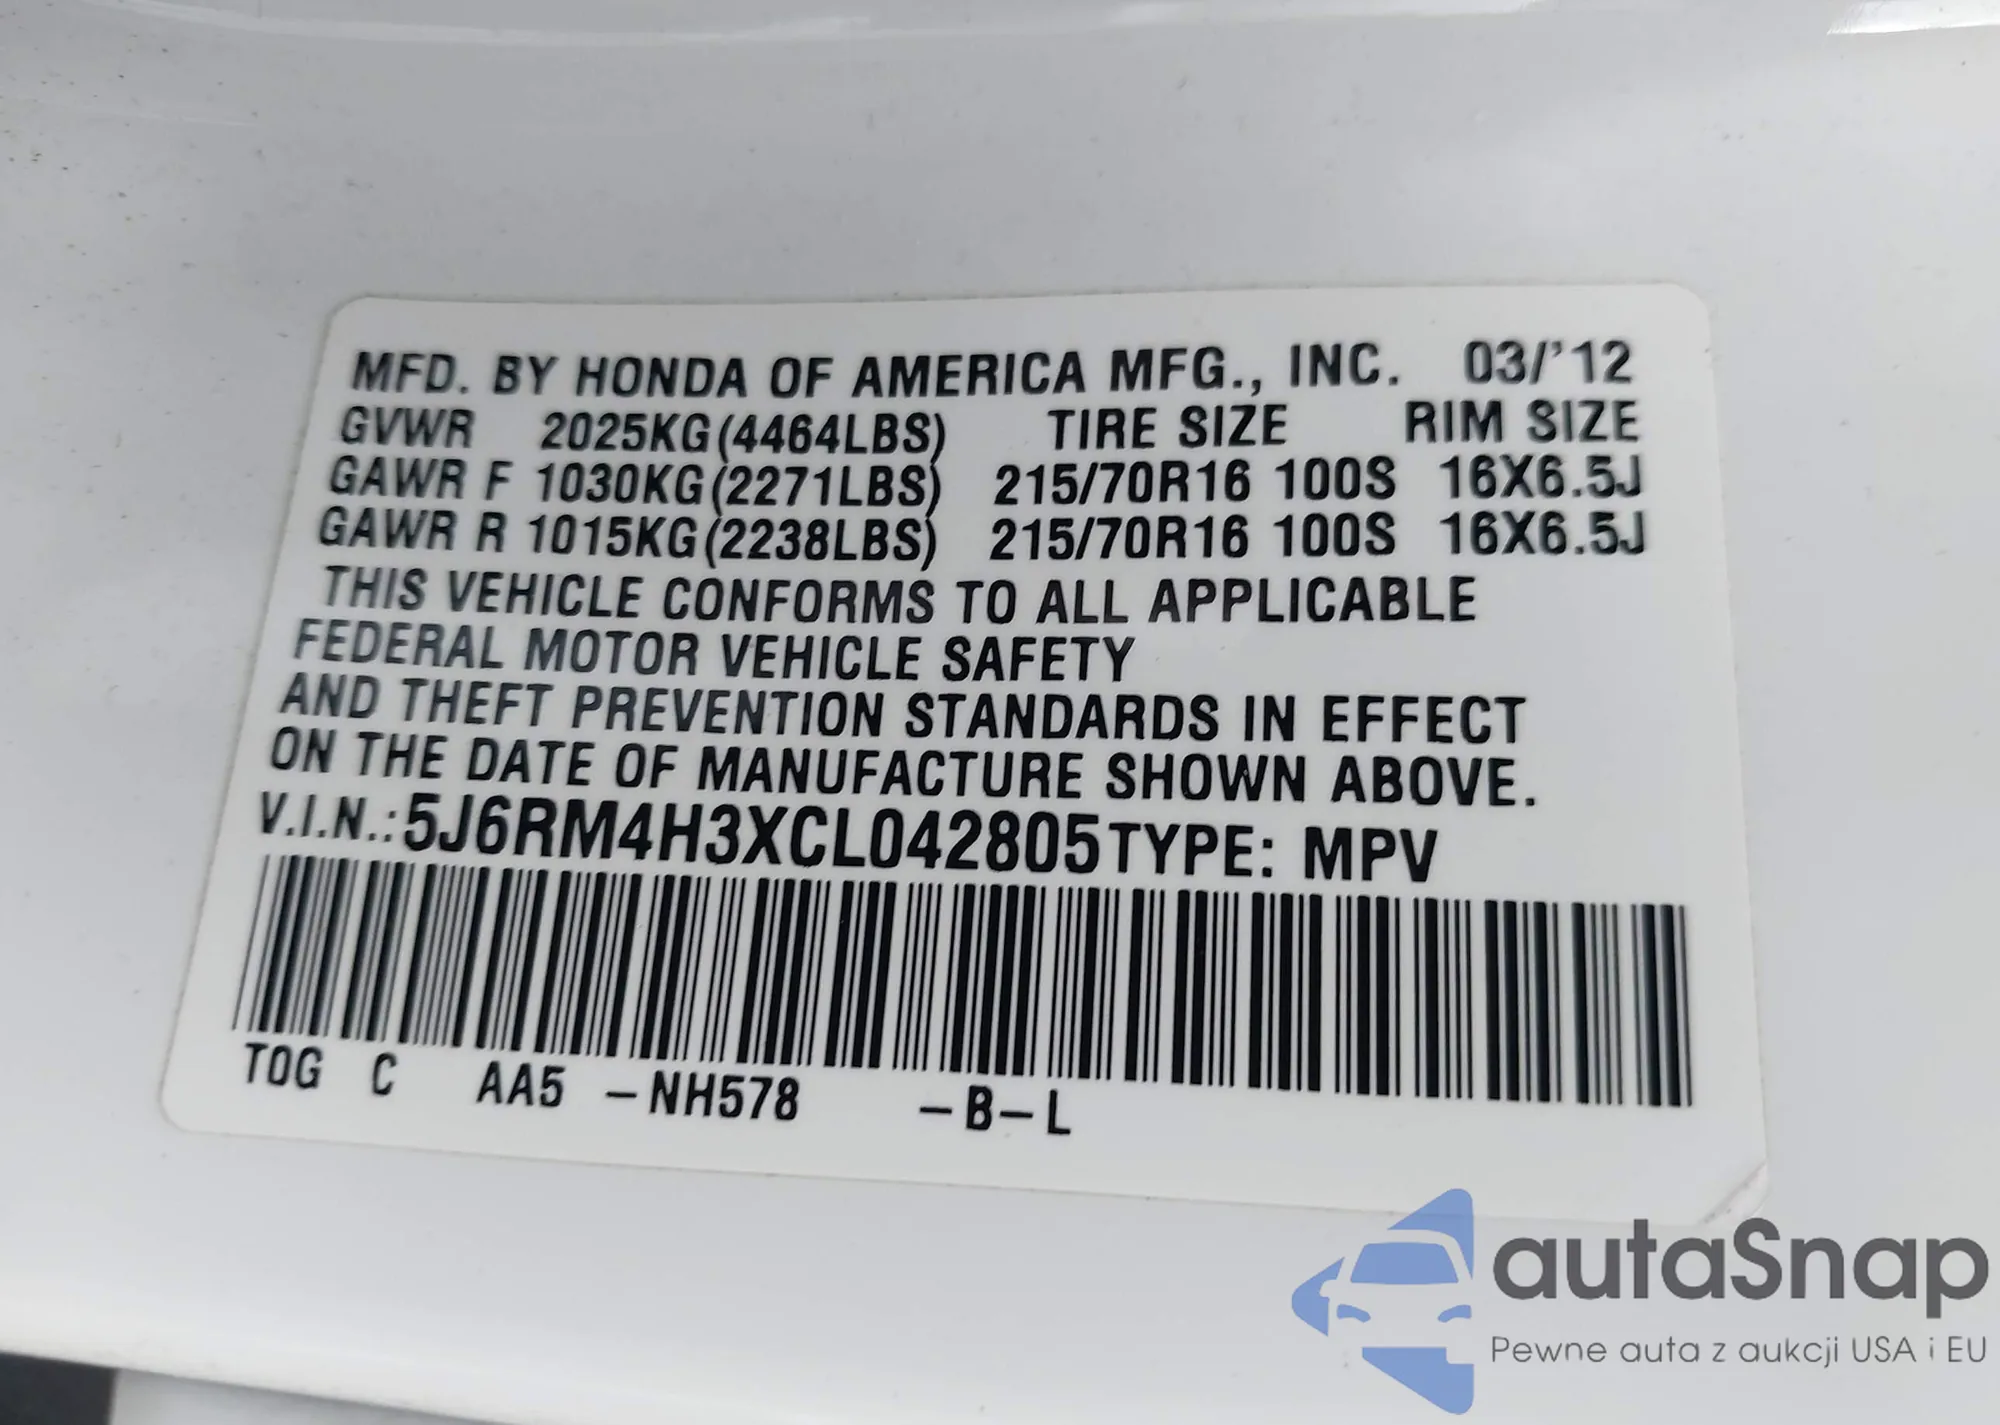 MFD. BY HONDA OF AMERICA MFG., INC. 03/'12
GVWR 2025KG(4464LBS) TIRE SIZE RIM SIZE
GAWR F 1030KG(2271LBS) 215/70R16 100S 16X6.5J
GAWR R 1015KG(2238LBS) 215/70R16 100S 16X6.5J
THIS VEHICLE CONFORMS TO ALL APPLICABLE
FEDERAL MOTOR VEHICLE SAFETY
AND THEFT PREVENTION STANDARDS IN EFFECT
ON THE DATE OF MANUFACTURE SHOWN ABOVE.
V.I.N.:5J6RM4H3XCL042805TYPE: MPV
T0G C AA5 -NH578 -B-L
autaSnap
Pewne auta z aukcji USA i EU